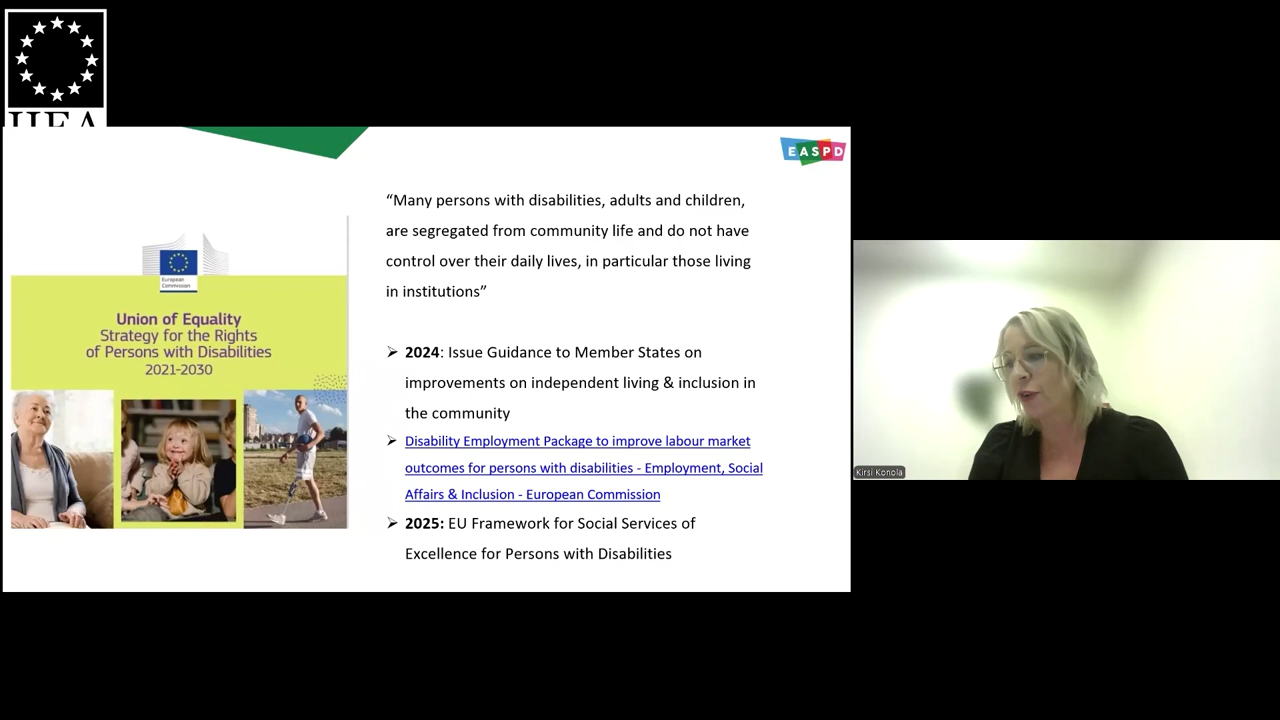 EASPD
“Many persons with disabilities, adults and children,
are segregated from community life and do not have
control over their daily lives, in particular those living
in institutions”
European
Commission
Union of Equality
Strategy for the Rights
of Persons with Disabilities
2021-2030
➢ 2024: Issue Guidance to Member States on
improvements on independent living & inclusion in
the community
➢ Disability Employment Package to improve labour market
outcomes for persons with disabilities - Employment, Social
Affairs & Inclusion - European Commission
➢ 2025: EU Framework for Social Services of
Excellence for Persons with Disabilities
Kirsi Konola